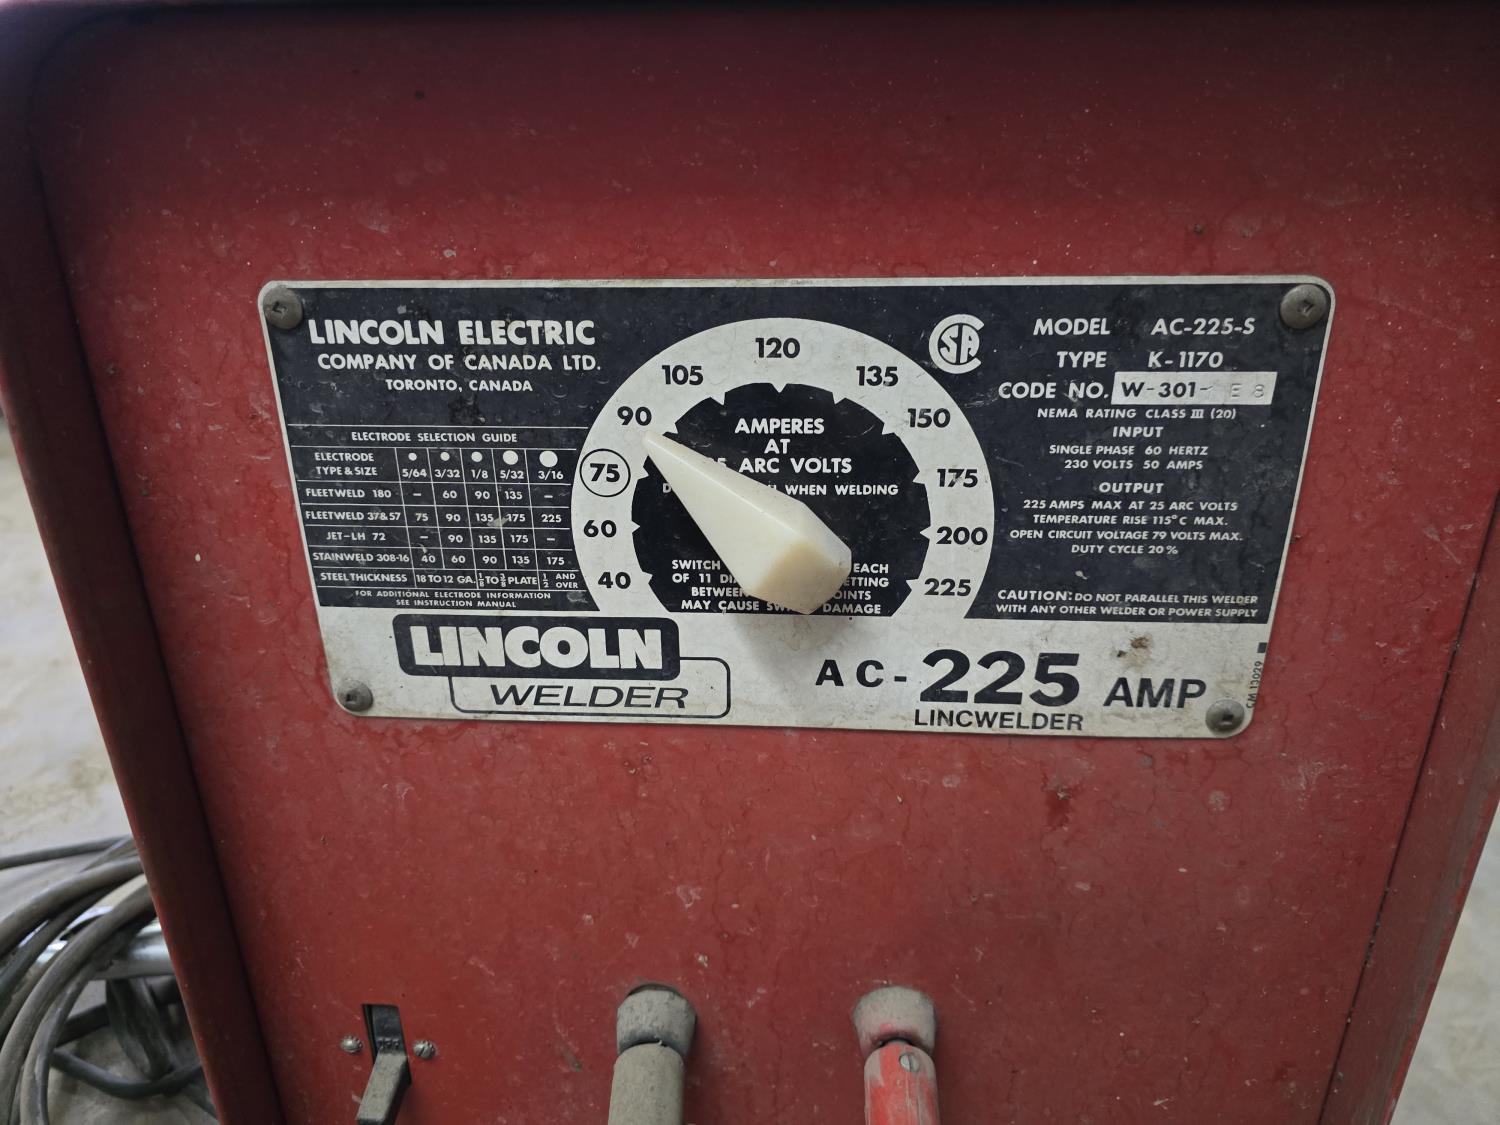 LINCOLN ELECTRIC
COMPANY OF CANADA LTD.
TORONTO, CANADA
ELECTRODE SELECTION GUIDE
ELECTRODE
TYPE & SIZE 5/64 3/32 1/8 5/32 3/16
FLEETWELD 180 – 60 90 135 –
FLEETWELD 37&57 75 90 135 175 225
JET-LH 72 – 90 135 175 –
STAINWELD 308-16 40 60 90 135 175
STEEL THICKNESS 18 TO 12 GA. 1/8 TO 3/8 PLATE 1/2 AND OVER
FOR ADDITIONAL ELECTRODE INFORMATION
SEE INSTRUCTION MANUAL
40
60
75
90
105
120
135
150
175
200
225
AMPERES
AT
ARC VOLTS
WHEN WELDING
SWITCH EACH
OF 11
BETWEEN
MAY CAUSE DAMAGE
CSA
MODEL AC-225-S
TYPE K-1170
CODE NO. W-301- E 8
NEMA RATING CLASS III (20)
INPUT
SINGLE PHASE 60 HERTZ
230 VOLTS 50 AMPS
OUTPUT
225 AMPS MAX AT 25 ARC VOLTS
TEMPERATURE RISE 115°C MAX.
OPEN CIRCUIT VOLTAGE 79 VOLTS MAX.
DUTY CYCLE 20%
CAUTION: DO NOT PARALLEL THIS WELDER
WITH ANY OTHER WELDER OR POWER SUPPLY
LINCOLN
WELDER
AC-225 AMP
LINCWELDER